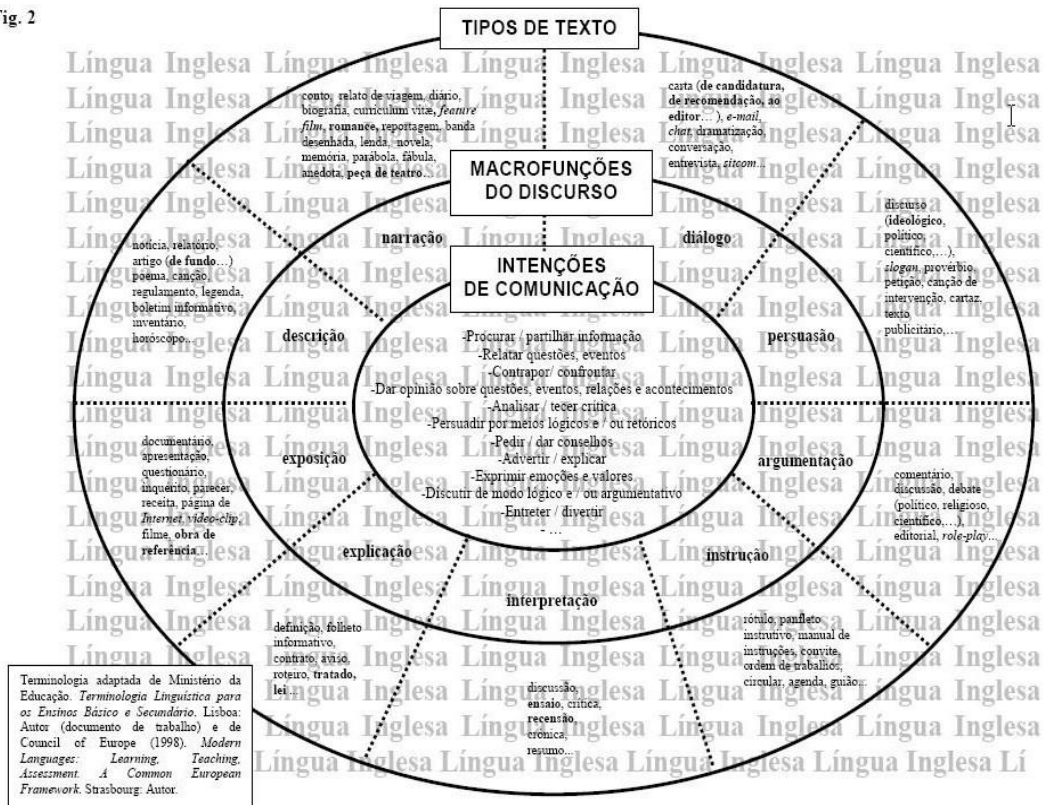 Fig. 2
TIPOS DE TEXTO
MACROFUNÇÕES
DO DISCURSO
INTENÇÕES
DE COMUNICAÇÃO
-Procurar / partilhar informação
-Relatar questões, eventos
-Contrapor/ confrontar
-Dar opinião sobre questões, eventos, relações e acontecimentos
-Analisar / tecer crítica
-Persuadir por meios lógicos e / ou retóricos
-Pedir / dar conselhos
-Advertir / explicar
-Exprimir emoções e valores
-Discutir de modo lógico e / ou argumentativo
-Entreter / divertir
- ...
narração
conto, relato de viagem, diário,
biografia, curriculum vitæ, feature
film, romance, reportagem, banda
desenhada, lenda, novela,
memória, parábola, fábula,
anedota, peça de teatro...
diálogo
carta (de candidatura,
de recomendação, ao
editor... ), e-mail,
chat, dramatização,
conversação,
entrevista, sitcom...
persuasão
discurso
(ideológico,
político,
científico,...),
slogan, provérbio,
petição, canção de
intervenção, cartaz,
texto
publicitário,...
argumentação
comentário,
discussão, debate
(político, religioso,
científico,...),
editorial, role-play...
instrução
rótulo, panfleto
instrutivo, manual de
instruções, convite,
ordem de trabalhos,
circular, agenda, guião...
interpretação
discussão,
ensaio, crítica,
recensão,
crónica,
resumo...
explicação
definição, folheto
informativo,
contrato, aviso,
roteiro, tratado,
lei ...
exposição
documentário,
apresentação,
questionário,
inquérito, parecer,
receita, página de
Internet, video-clip,
filme, obra de
referência...
descrição
notícia, relatório,
artigo (de fundo...)
poema, canção,
regulamento, legenda,
boletim informativo,
inventário,
horóscopo...
Terminologia adaptada de Ministério da
Educação. Terminologia Linguística para
os Ensinos Básico e Secundário. Lisboa:
Autor (documento de trabalho) e de
Council of Europe (1998). Modern
Languages: Learning, Teaching,
Assessment. A Common European
Framework. Strasbourg: Autor.
Língua Inglesa Língua Inglesa Língua Inglesa Língua Inglesa Lí